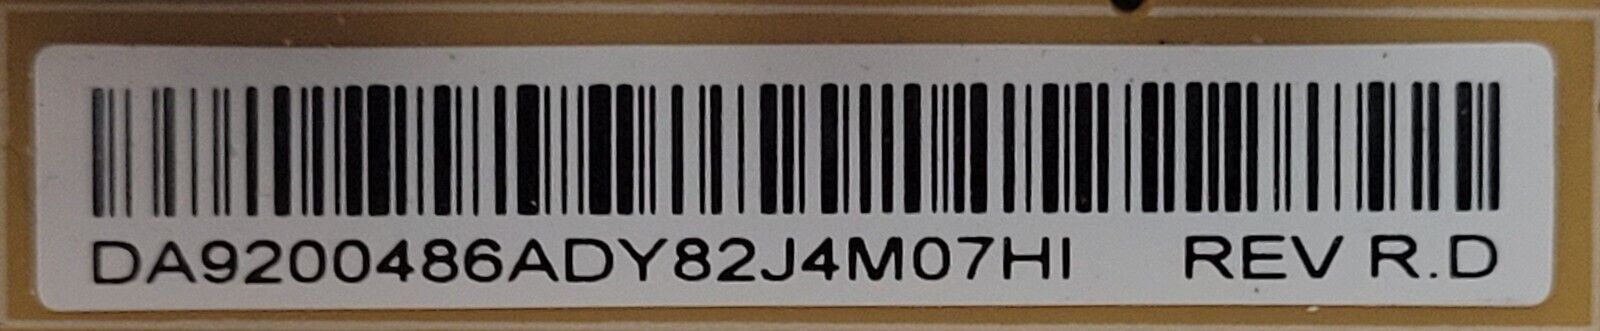 DA9200486ADY82J4M07HI REV R.D